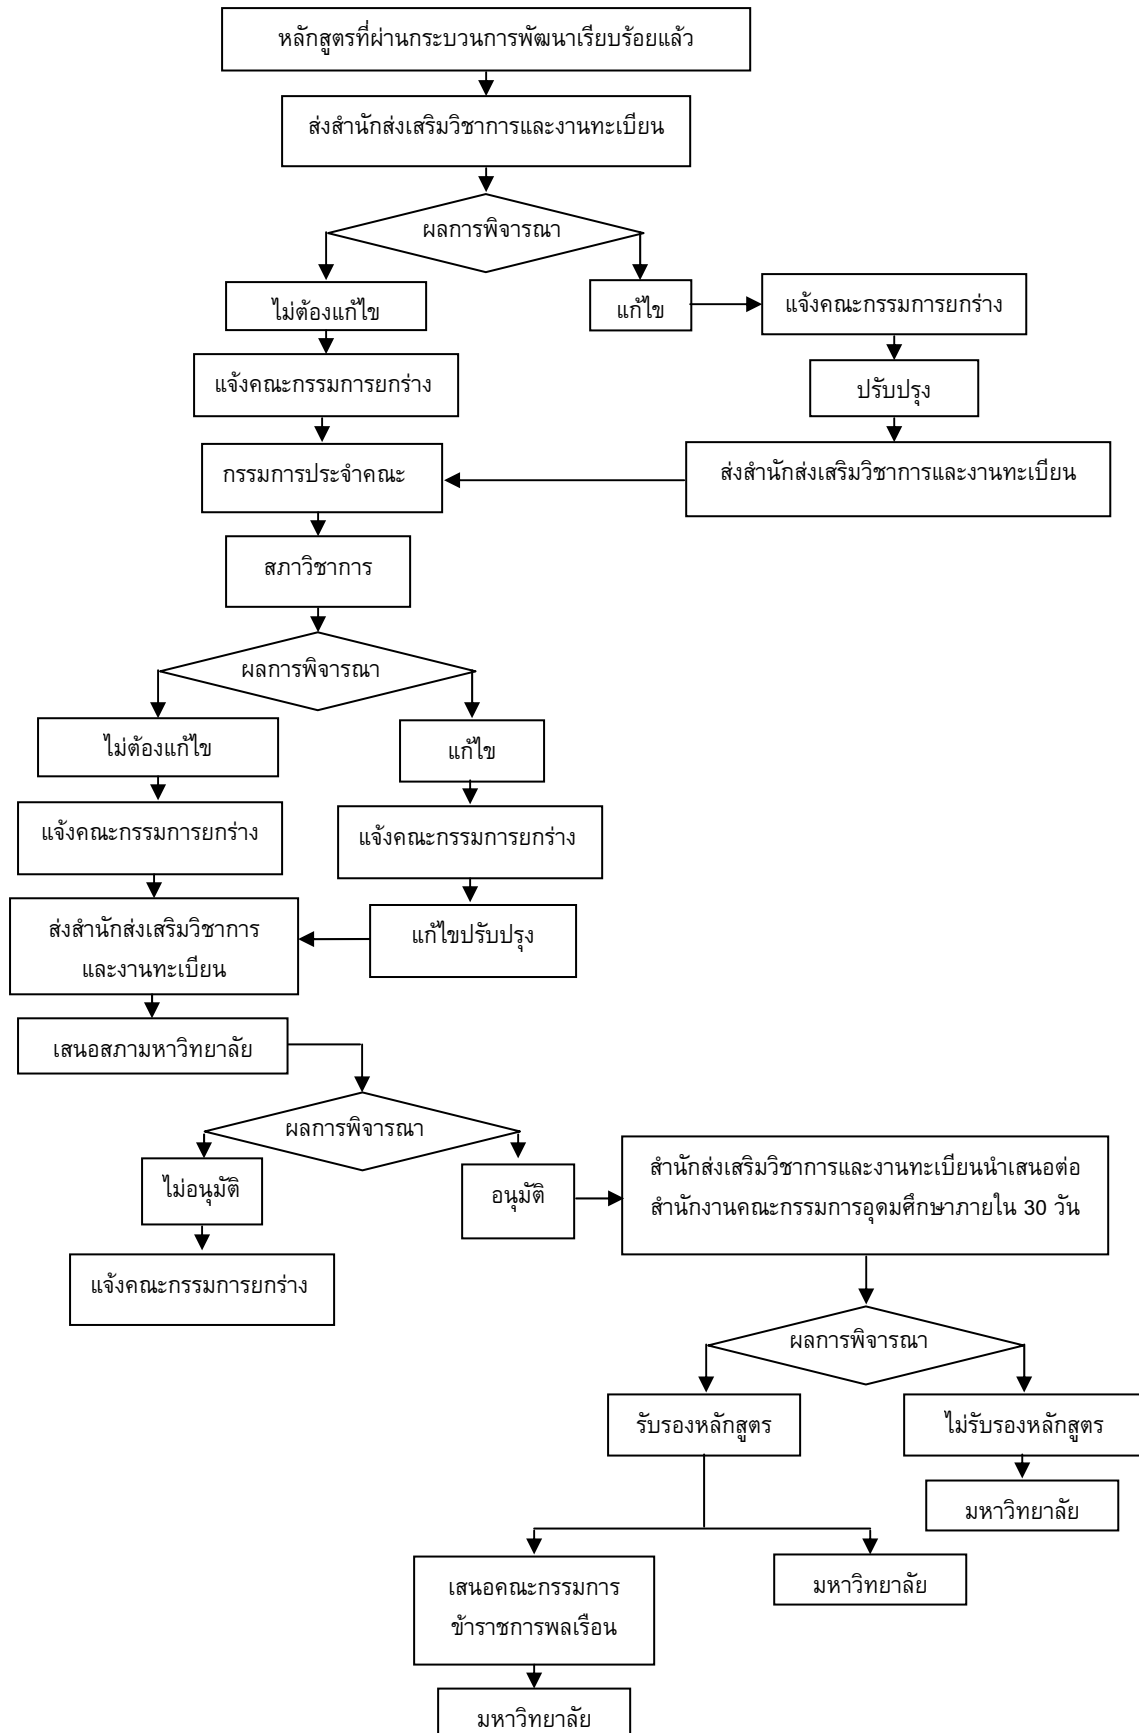 หลักสูตรที่ผ่านกระบวนการพัฒนาเรียบร้อยแล้ว
ส่งสำนักส่งเสริมวิชาการและงานทะเบียน
ผลการพิจารณา
ไม่ต้องแก้ไข
แก้ไข
แจ้งคณะกรรมการยกร่าง
แจ้งคณะกรรมการยกร่าง
ปรับปรุง
กรรมการประจำคณะ
ส่งสำนักส่งเสริมวิชาการและงานทะเบียน
สภาวิชาการ
ผลการพิจารณา
ไม่ต้องแก้ไข
แก้ไข
แจ้งคณะกรรมการยกร่าง
แจ้งคณะกรรมการยกร่าง
ส่งสำนักส่งเสริมวิชาการ
และงานทะเบียน
แก้ไขปรับปรุง
เสนอสภามหาวิทยาลัย
ผลการพิจารณา
ไม่อนุมัติ
อนุมัติ
สำนักส่งเสริมวิชาการและงานทะเบียนนำเสนอต่อ
สำนักงานคณะกรรมการอุดมศึกษาภายใน 30 วัน
แจ้งคณะกรรมการยกร่าง
ผลการพิจารณา
รับรองหลักสูตร
ไม่รับรองหลักสูตร
มหาวิทยาลัย
เสนอคณะกรรมการ
ข้าราชการพลเรือน
มหาวิทยาลัย
มหาวิทยาลัย